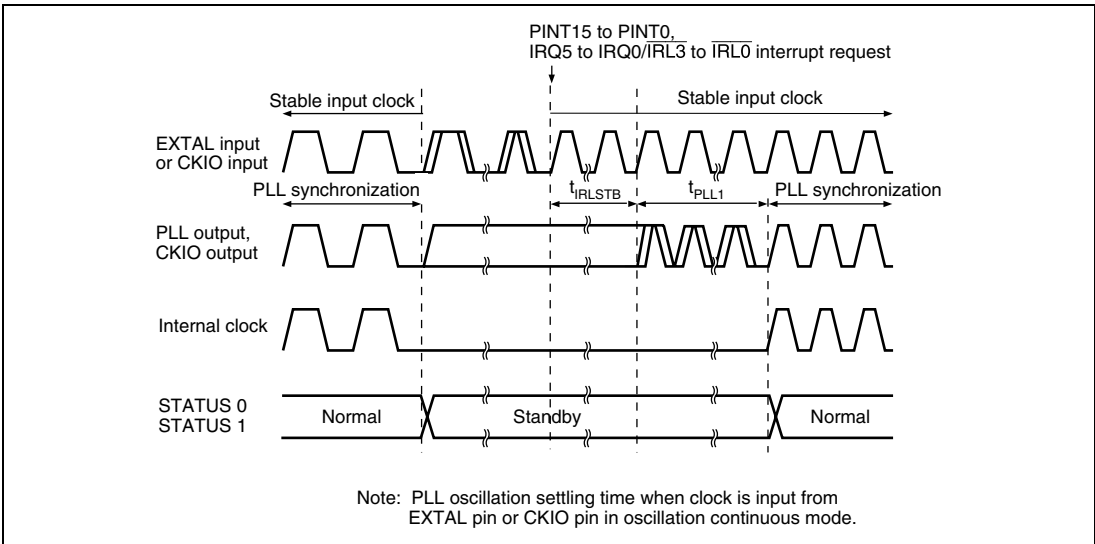 PINT15 to PINT0,
IRQ5 to IRQ0/IRL3 to IRL0 interrupt request
Stable input clock
Stable input clock
EXTAL input
or CKIO input
PLL synchronization
tIRLSTB
tPLL1
PLL synchronization
PLL output,
CKIO output
Internal clock
STATUS 0
STATUS 1
Normal
Standby
Normal
Note: PLL oscillation settling time when clock is input from
EXTAL pin or CKIO pin in oscillation continuous mode.